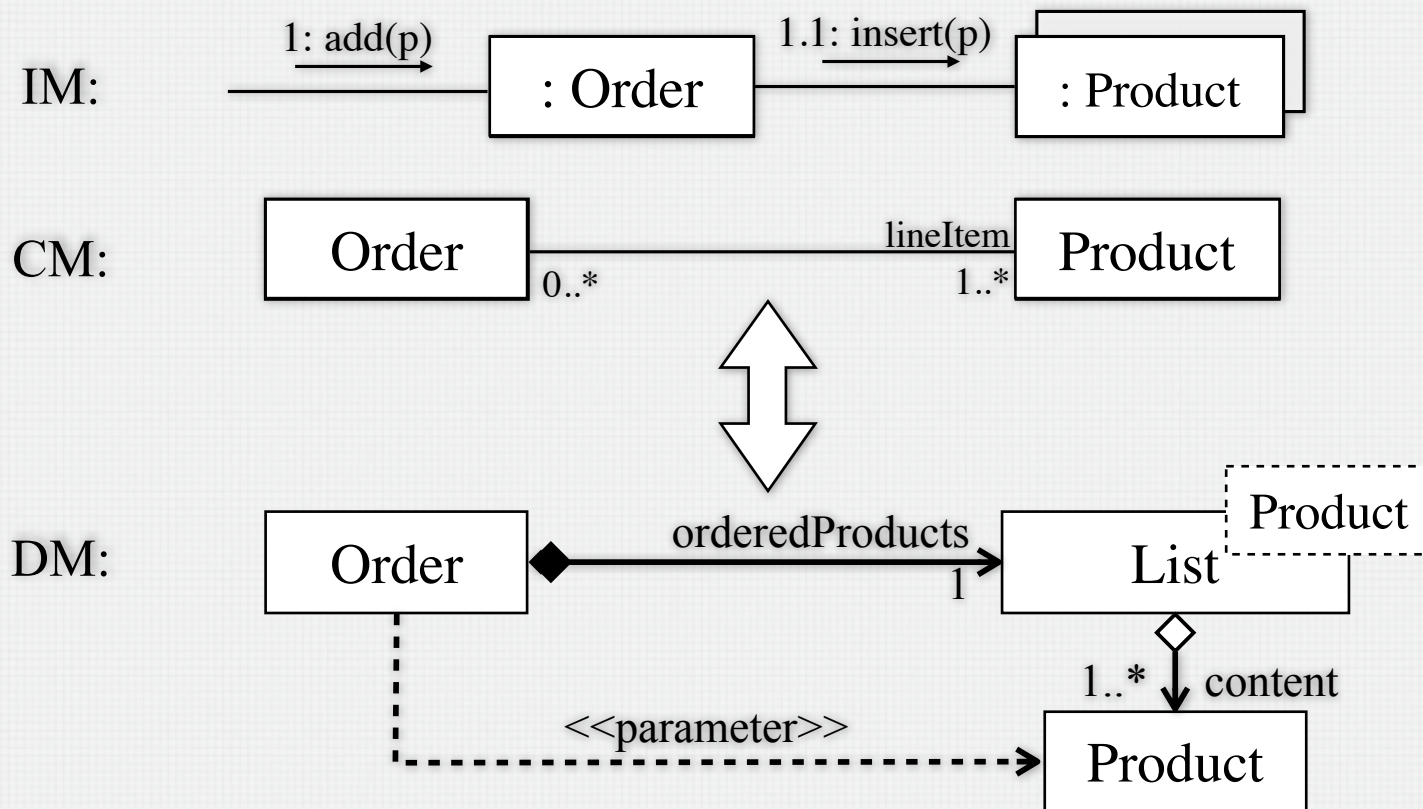 IM:
1: add(p)
: Order
1.1: insert(p)
: Product
CM:
Order
0..*
lineItem
1..*
Product
DM:
Order
orderedProducts
1
List
Product
1..*
content
<<parameter>>
Product